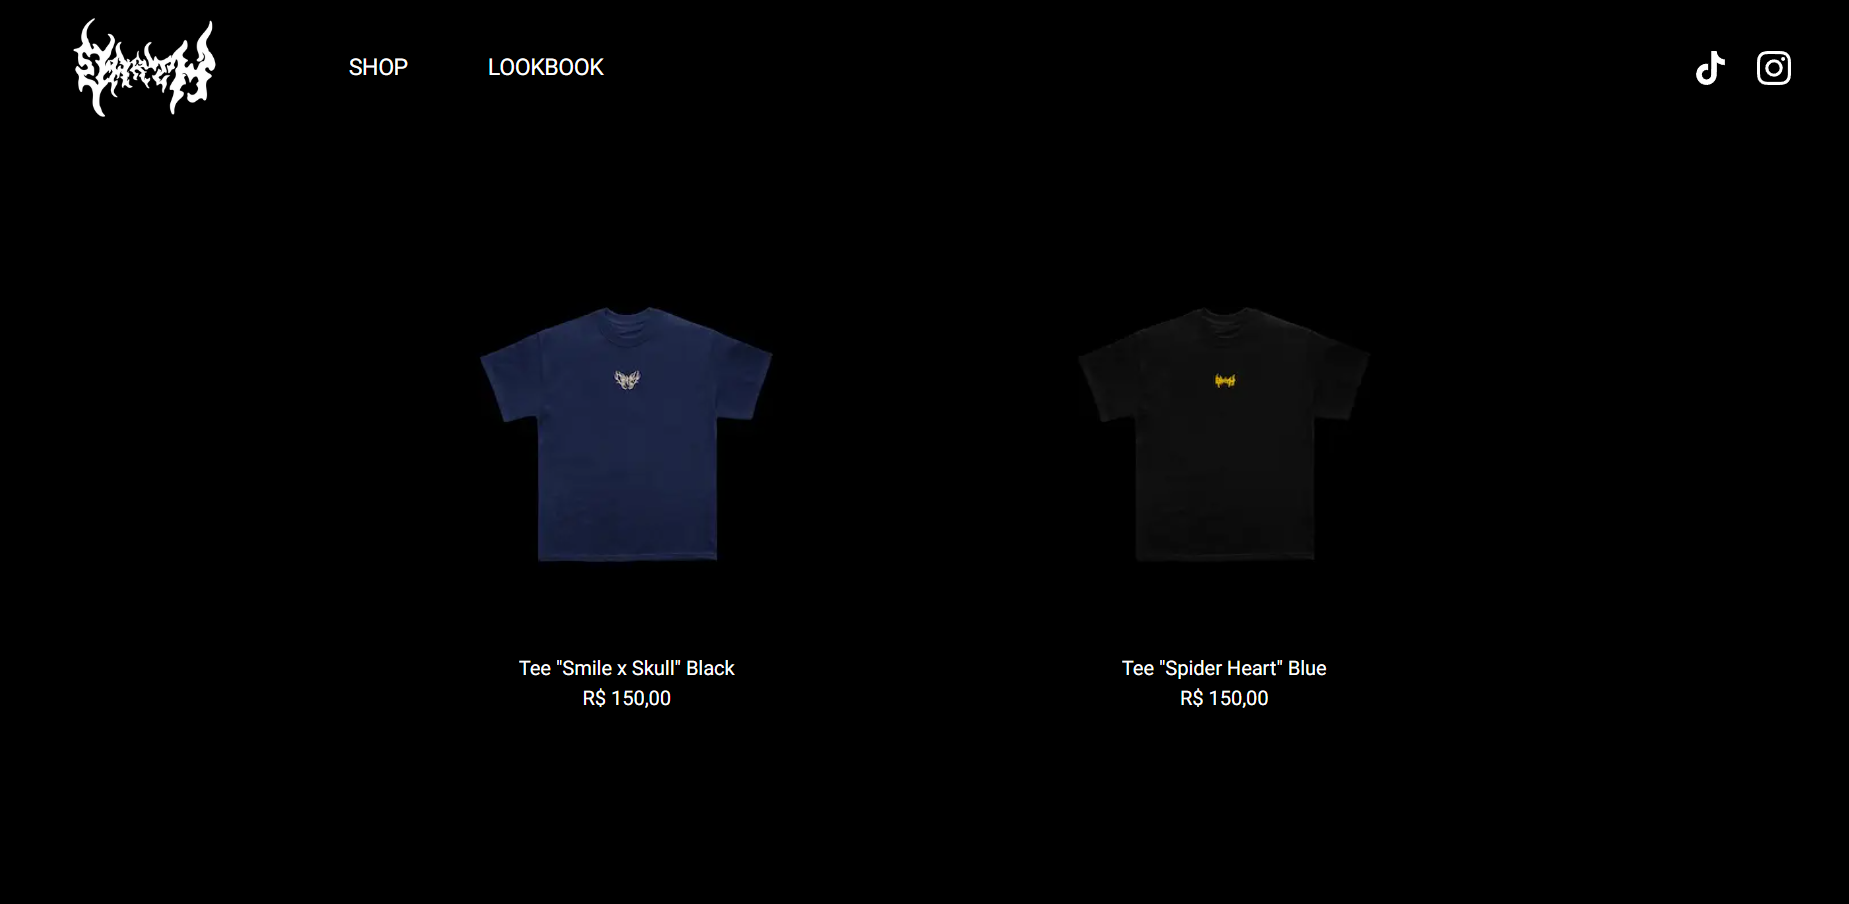 SHOP
LOOKBOOK
Tee "Smile x Skull" Black
R$ 150,00
Tee "Spider Heart" Blue
R$ 150,00